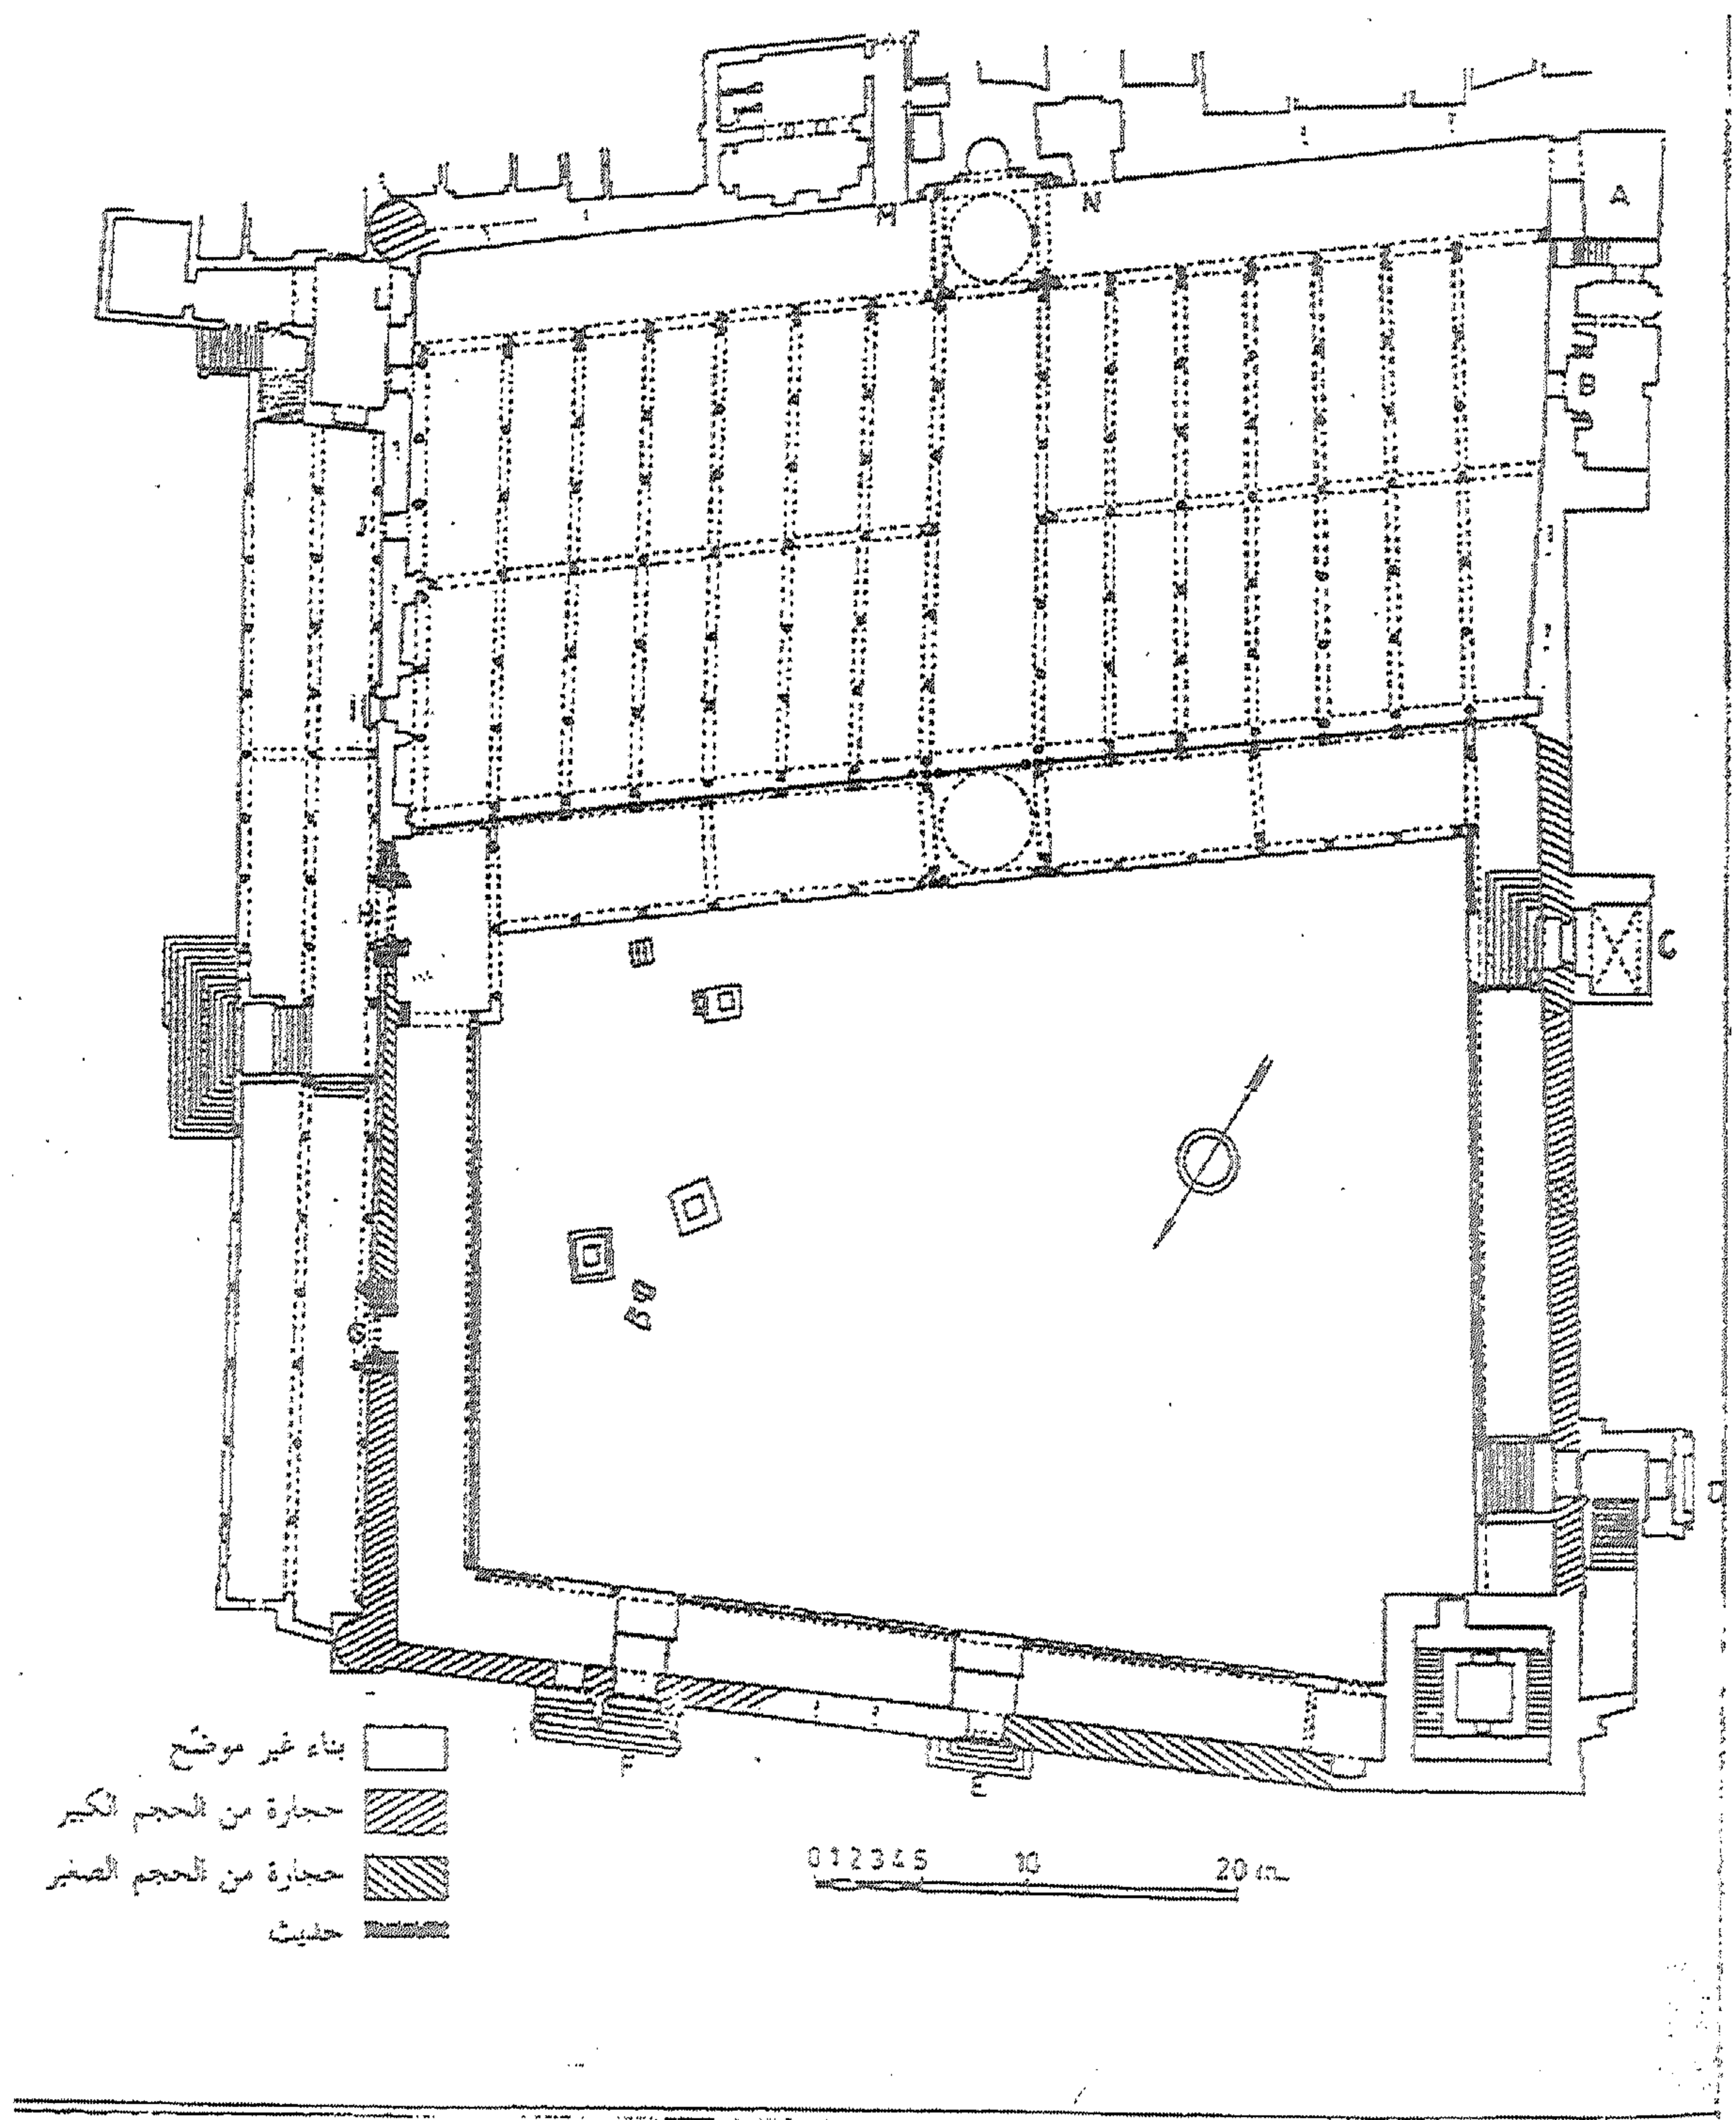 A
M
N
L
B
J
C
G
D
F
E
بناء غير موضّح
حجارة من الحجم الكبير
حجارة من الحجم الصغير
حديث
0 1 2 3 4 5 10 20 m